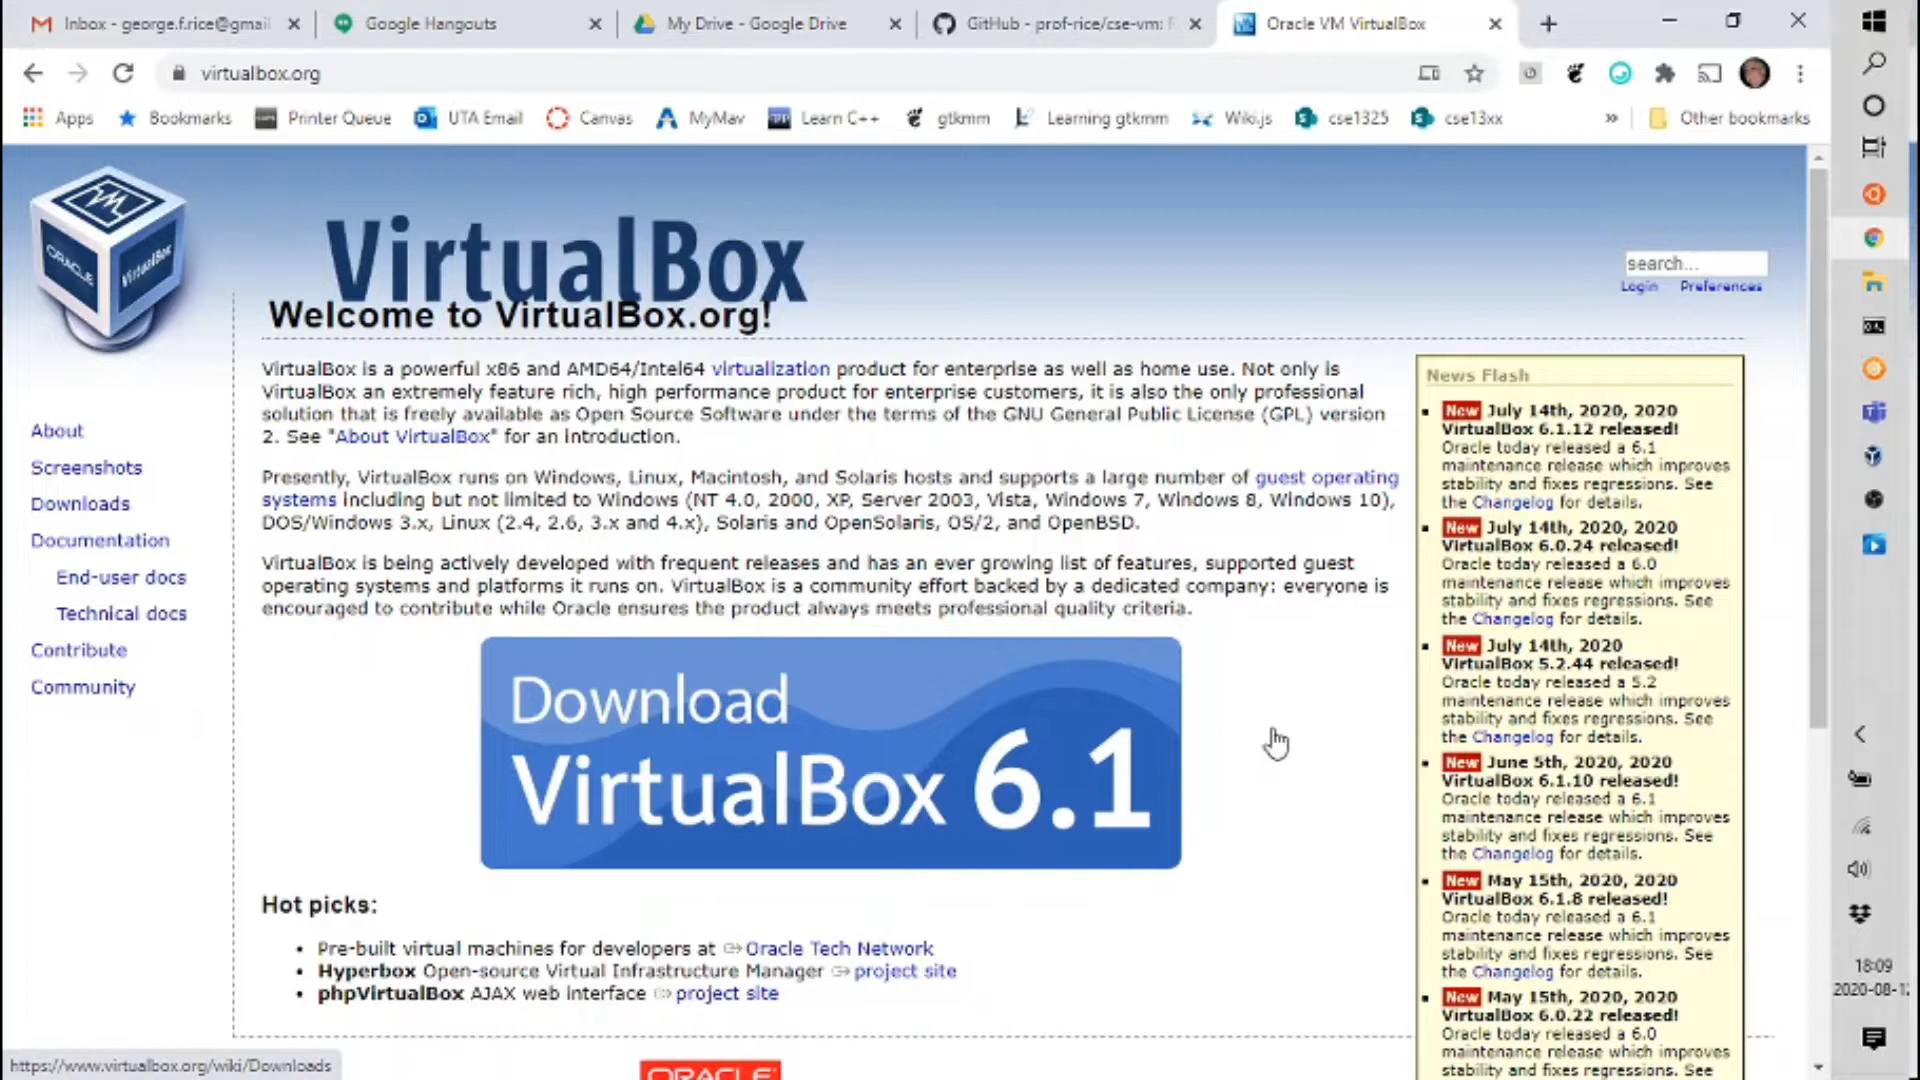 Inbox - george.f.rice@gmail
Google Hangouts
My Drive - Google Drive
GitHub - prof-rice/cse-vm:
Oracle VM VirtualBox
virtualbox.org
Apps
Bookmarks
Printer Queue
UTA Email
Canvas
MyMav
Learn C++
gtkmm
Learning gtkmm
Wiki.js
cse1325
cse13xx
»
Other bookmarks
ORACLE
VirtualBox
VirtualBox
search...
Login Preferences
Welcome to VirtualBox.org!
About
Screenshots
Downloads
Documentation
End-user docs
Technical docs
Contribute
Community
VirtualBox is a powerful x86 and AMD64/Intel64 virtualization product for enterprise as well as home use. Not only is
VirtualBox an extremely feature rich, high performance product for enterprise customers, it is also the only professional
solution that is freely available as Open Source Software under the terms of the GNU General Public License (GPL) version
2. See "About VirtualBox" for an introduction.
Presently, VirtualBox runs on Windows, Linux, Macintosh, and Solaris hosts and supports a large number of guest operating
systems including but not limited to Windows (NT 4.0, 2000, XP, Server 2003, Vista, Windows 7, Windows 8, Windows 10),
DOS/Windows 3.x, Linux (2.4, 2.6, 3.x and 4.x), Solaris and OpenSolaris, OS/2, and OpenBSD.
VirtualBox is being actively developed with frequent releases and has an ever growing list of features, supported guest
operating systems and platforms it runs on. VirtualBox is a community effort backed by a dedicated company: everyone is
encouraged to contribute while Oracle ensures the product always meets professional quality criteria.
Download
VirtualBox 6.1
Hot picks:
• Pre-built virtual machines for developers at Oracle Tech Network
• Hyperbox Open-source Virtual Infrastructure Manager project site
• phpVirtualBox AJAX web interface project site
News Flash
New July 14th, 2020, 2020
VirtualBox 6.1.12 released!
Oracle today released a 6.1
maintenance release which improves
stability and fixes regressions. See
the Changelog for details.
New July 14th, 2020, 2020
VirtualBox 6.0.24 released!
Oracle today released a 6.0
maintenance release which improves
stability and fixes regressions. See
the Changelog for details.
New July 14th, 2020
VirtualBox 5.2.44 released!
Oracle today released a 5.2
maintenance release which improves
stability and fixes regressions. See
the Changelog for details.
New June 5th, 2020, 2020
VirtualBox 6.1.10 released!
Oracle today released a 6.1
maintenance release which improves
stability and fixes regressions. See
the Changelog for details.
New May 15th, 2020, 2020
VirtualBox 6.1.8 released!
Oracle today released a 6.1
maintenance release which improves
stability and fixes regressions. See
the Changelog for details.
New May 15th, 2020, 2020
VirtualBox 6.0.22 released!
Oracle today released a 6.0
maintenance release which improves
stability and fixes regressions. See
18:09
2020-08-12
https://www.virtualbox.org/wiki/Downloads
ORACLE